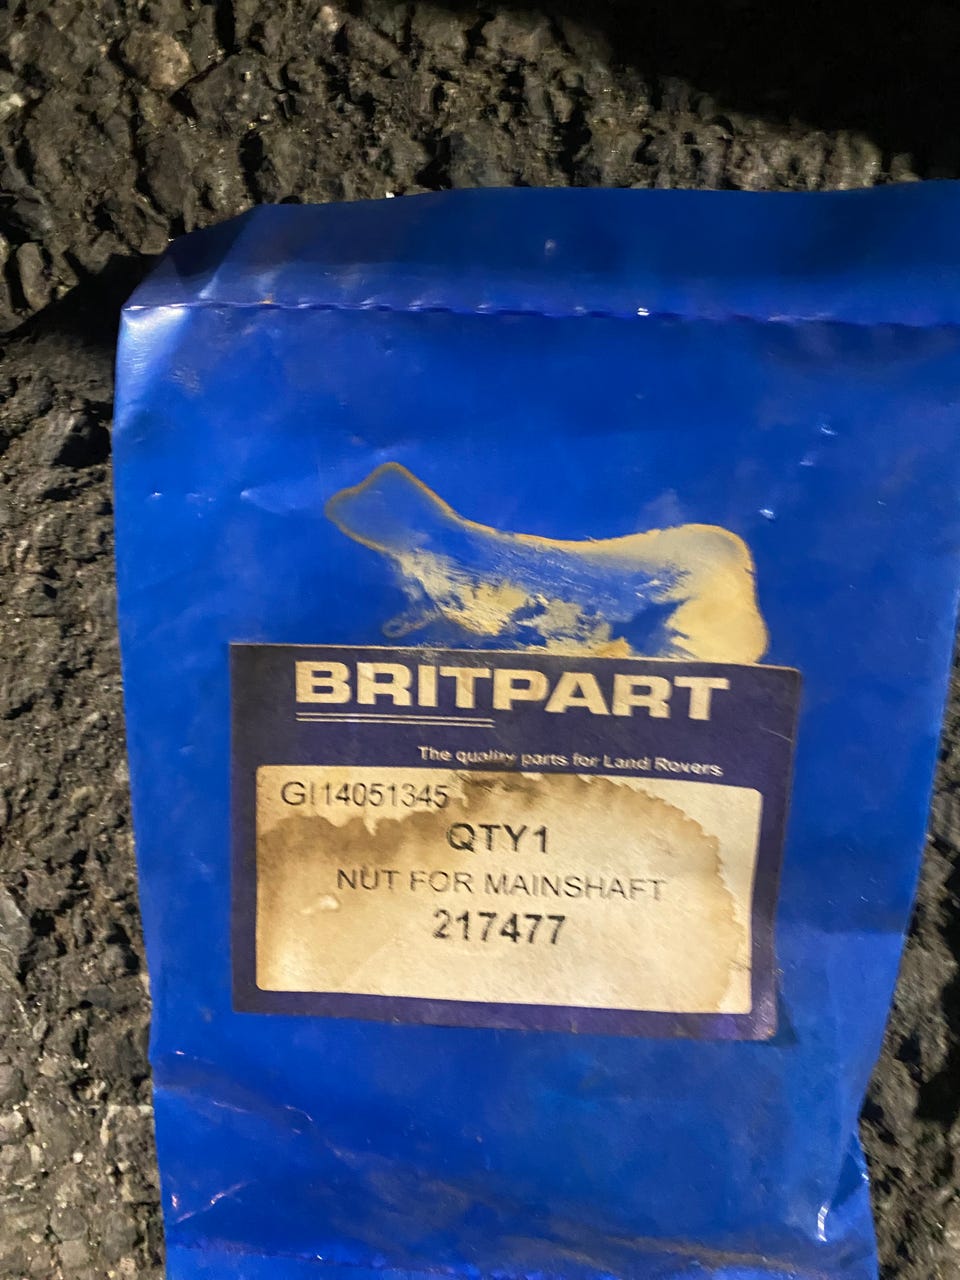 BRITPART
The quality parts for Land Rovers
GI14051345
QTY1
NUT FOR MAINSHAFT
217477